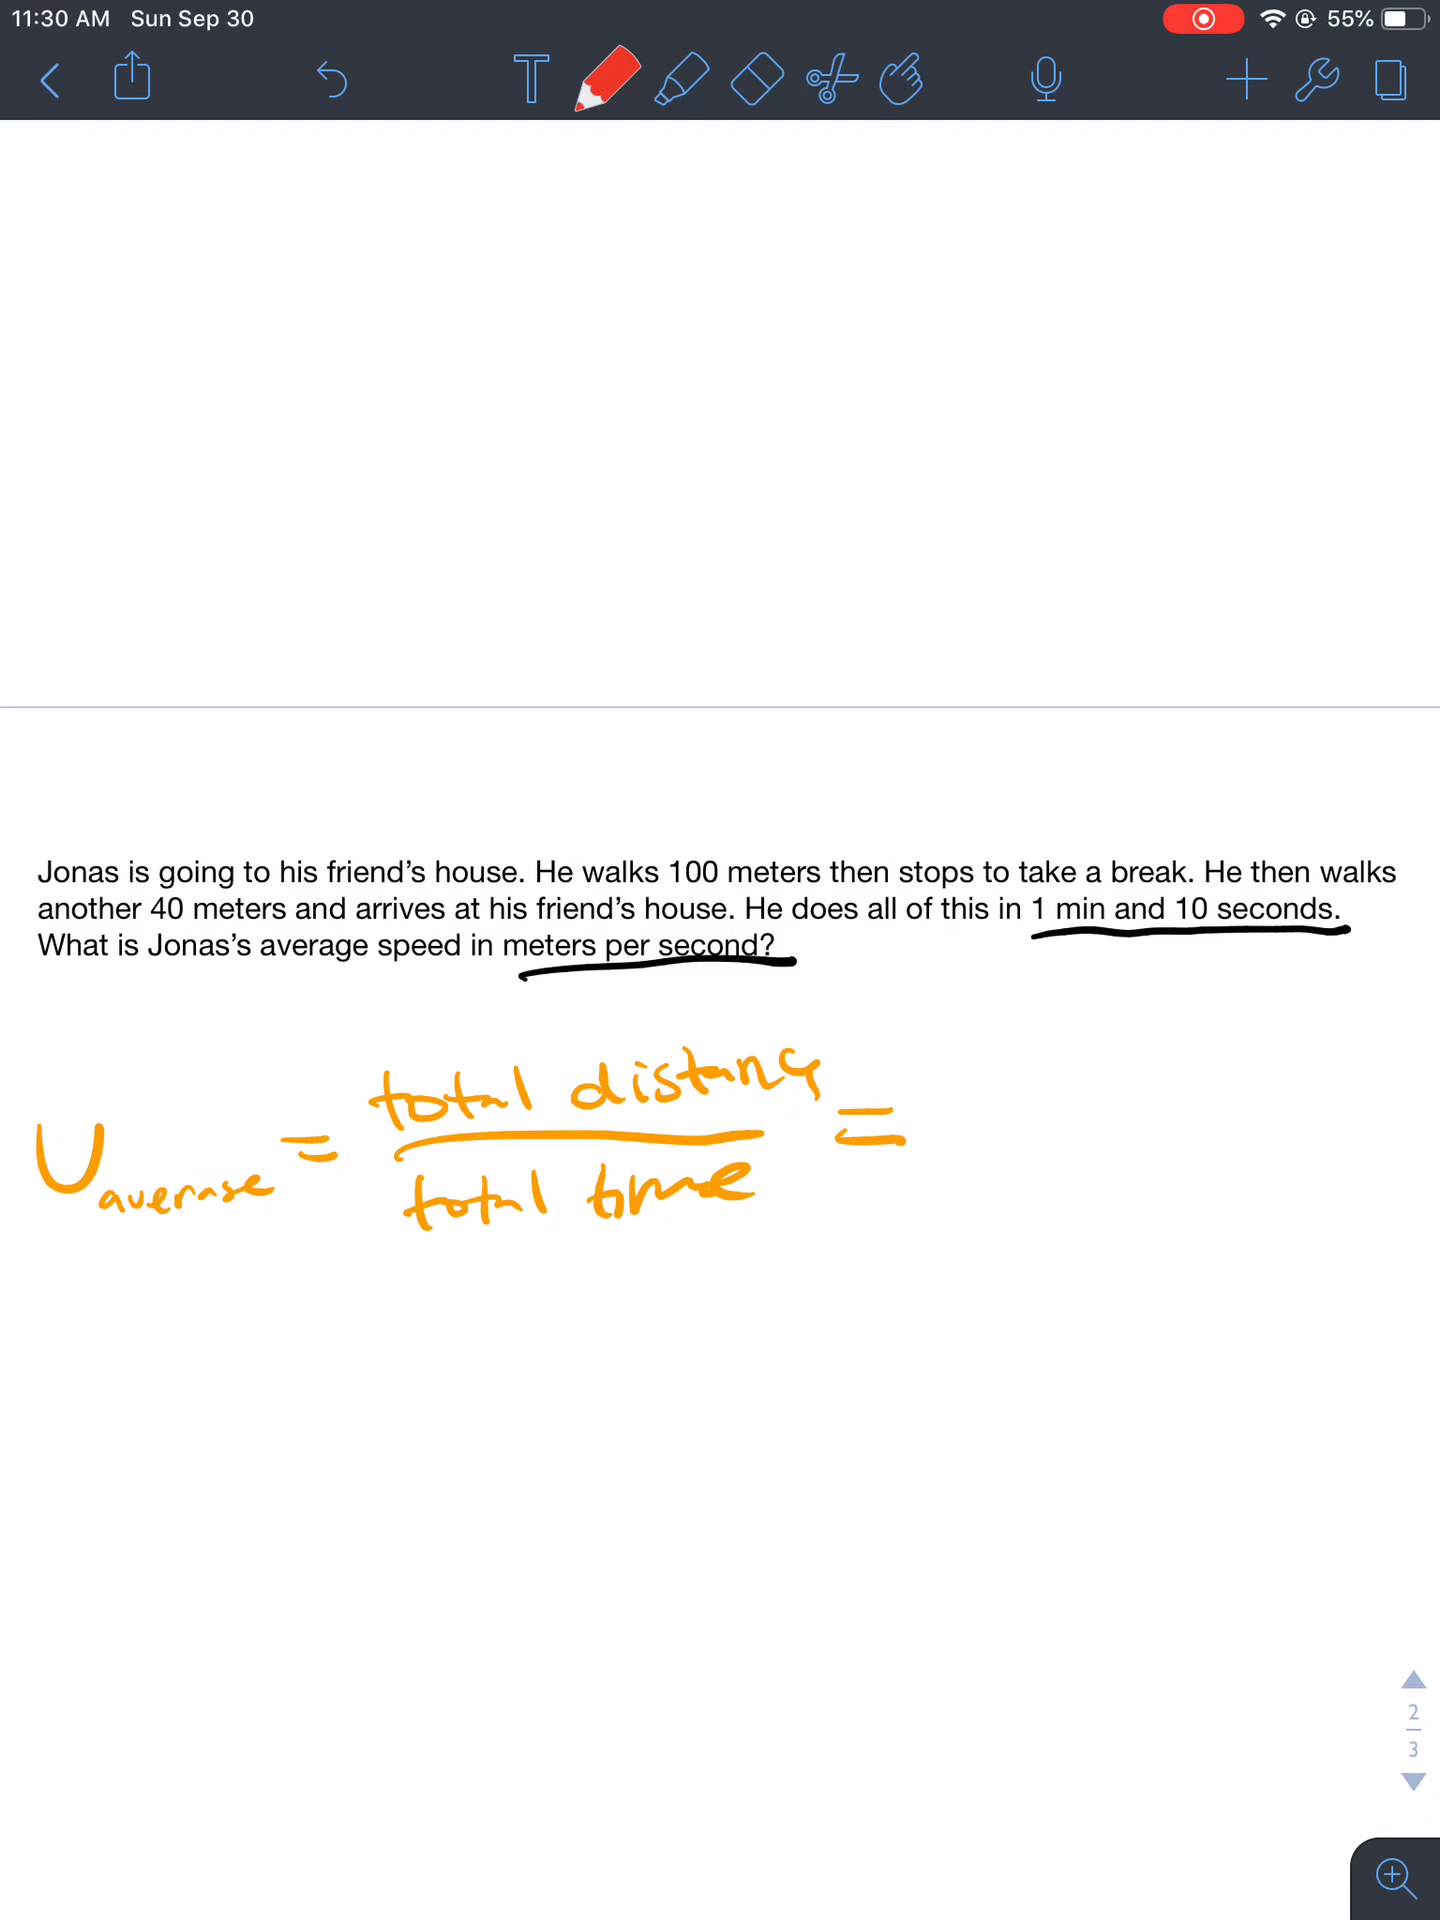 11:30 AM Sun Sep 30
55%
T
Jonas is going to his friend’s house. He walks 100 meters then stops to take a break. He then walks
another 40 meters and arrives at his friend’s house. He does all of this in 1 min and 10 seconds.
What is Jonas’s average speed in meters per second?
total distance
U average = =
total time
2
3